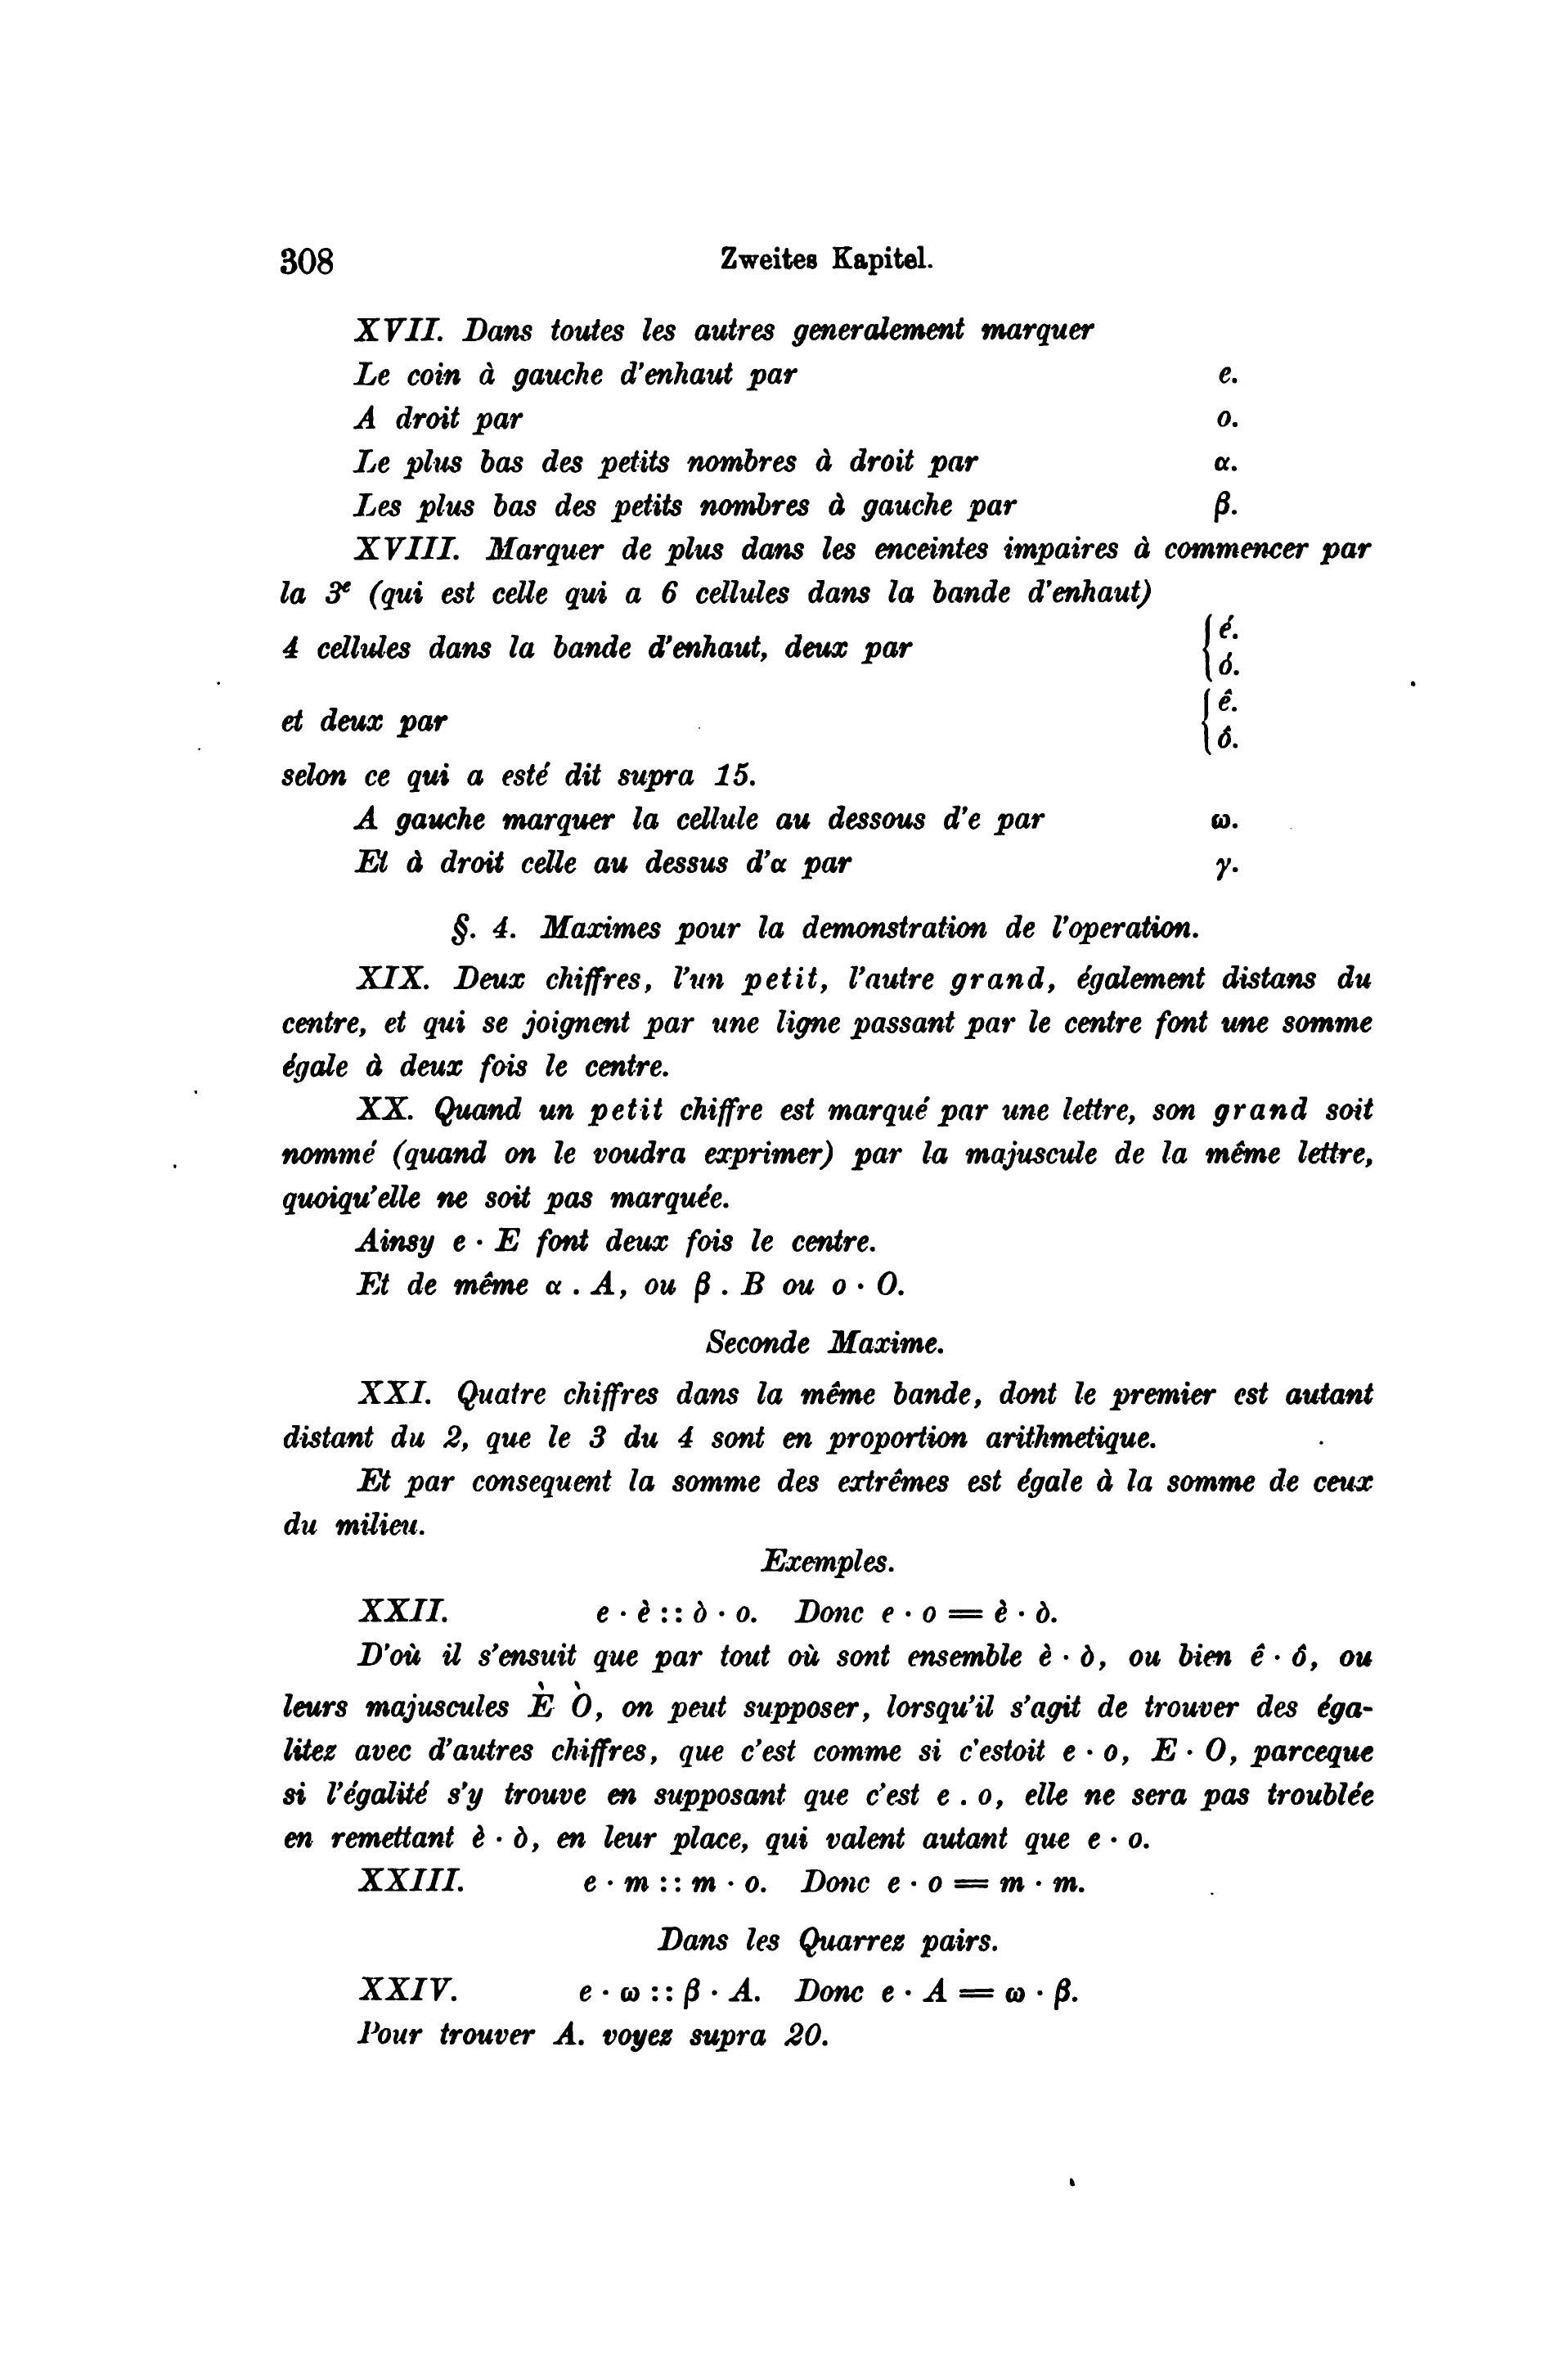 308 Zweites Kapitel.
XVII. Dans toutes les autres generalement marquer
Le coin à gauche d'enhaut par e.
A droit par o.
Le plus bas des petits nombres à droit par α.
Les plus bas des petits nombres à gauche par β.
XVIII. Marquer de plus dans les enceintes impaires à commencer par
la 3e (qui est celle qui a 6 cellules dans la bande d'enhaut)
4 cellules dans la bande d'enhaut, deux par { é.
ó.
et deux par { ê.
ô.
selon ce qui a esté dit supra 15.
A gauche marquer la cellule au dessous d'e par ω.
Et à droit celle au dessus d'α par γ.
§. 4. Maximes pour la demonstration de l'operation.
XIX. Deux chiffres, l'un petit, l'autre grand, également distans du
centre, et qui se joignent par une ligne passant par le centre font une somme
égale à deux fois le centre.
XX. Quand un petit chiffre est marqué par une lettre, son grand soit
nommé (quand on le voudra exprimer) par la majuscule de la même lettre,
quoiqu'elle ne soit pas marquée.
Ainsy e · E font deux fois le centre.
Et de même α . A, ou β . B ou o · O.
Seconde Maxime.
XXI. Quatre chiffres dans la même bande, dont le premier est autant
distant du 2, que le 3 du 4 sont en proportion arithmetique.
Et par consequent la somme des extrêmes est égale à la somme de ceux
du milieu.
Exemples.
XXII. e · è :: ò · o. Donc e · o = è · ò.
D'où il s'ensuit que par tout où sont ensemble è · ò, ou bien ê · ô, ou
leurs majuscules È Ò, on peut supposer, lorsqu'il s'agit de trouver des éga-
litez avec d'autres chiffres, que c'est comme si c'estoit e · o, E · O, parceque
si l'égalité s'y trouve en supposant que c'est e . o, elle ne sera pas troublée
en remettant è · ò, en leur place, qui valent autant que e · o.
XXIII. e · m :: m · o. Donc e · o = m · m.
Dans les Quarrez pairs.
XXIV. e · ω :: β · A. Donc e · A = ω · β.
Pour trouver A. voyez supra 20.